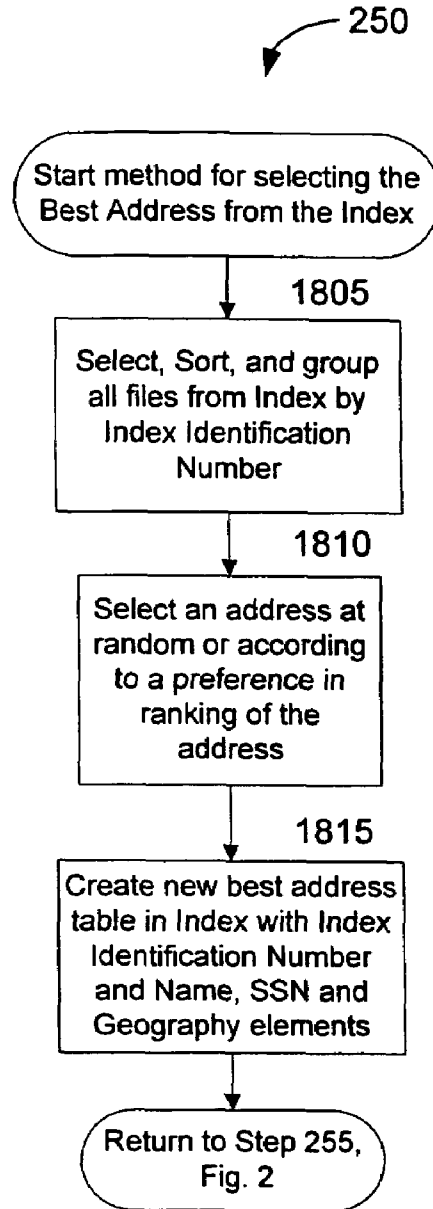 250
Start method for selecting the
Best Address from the Index
1805
Select, Sort, and group
all files from Index by
Index Identification
Number
1810
Select an address at
random or according
to a preference in
ranking of the
address
1815
Create new best address
table in Index with Index
Identification Number
and Name, SSN and
Geography elements
Return to Step 255,
Fig. 2